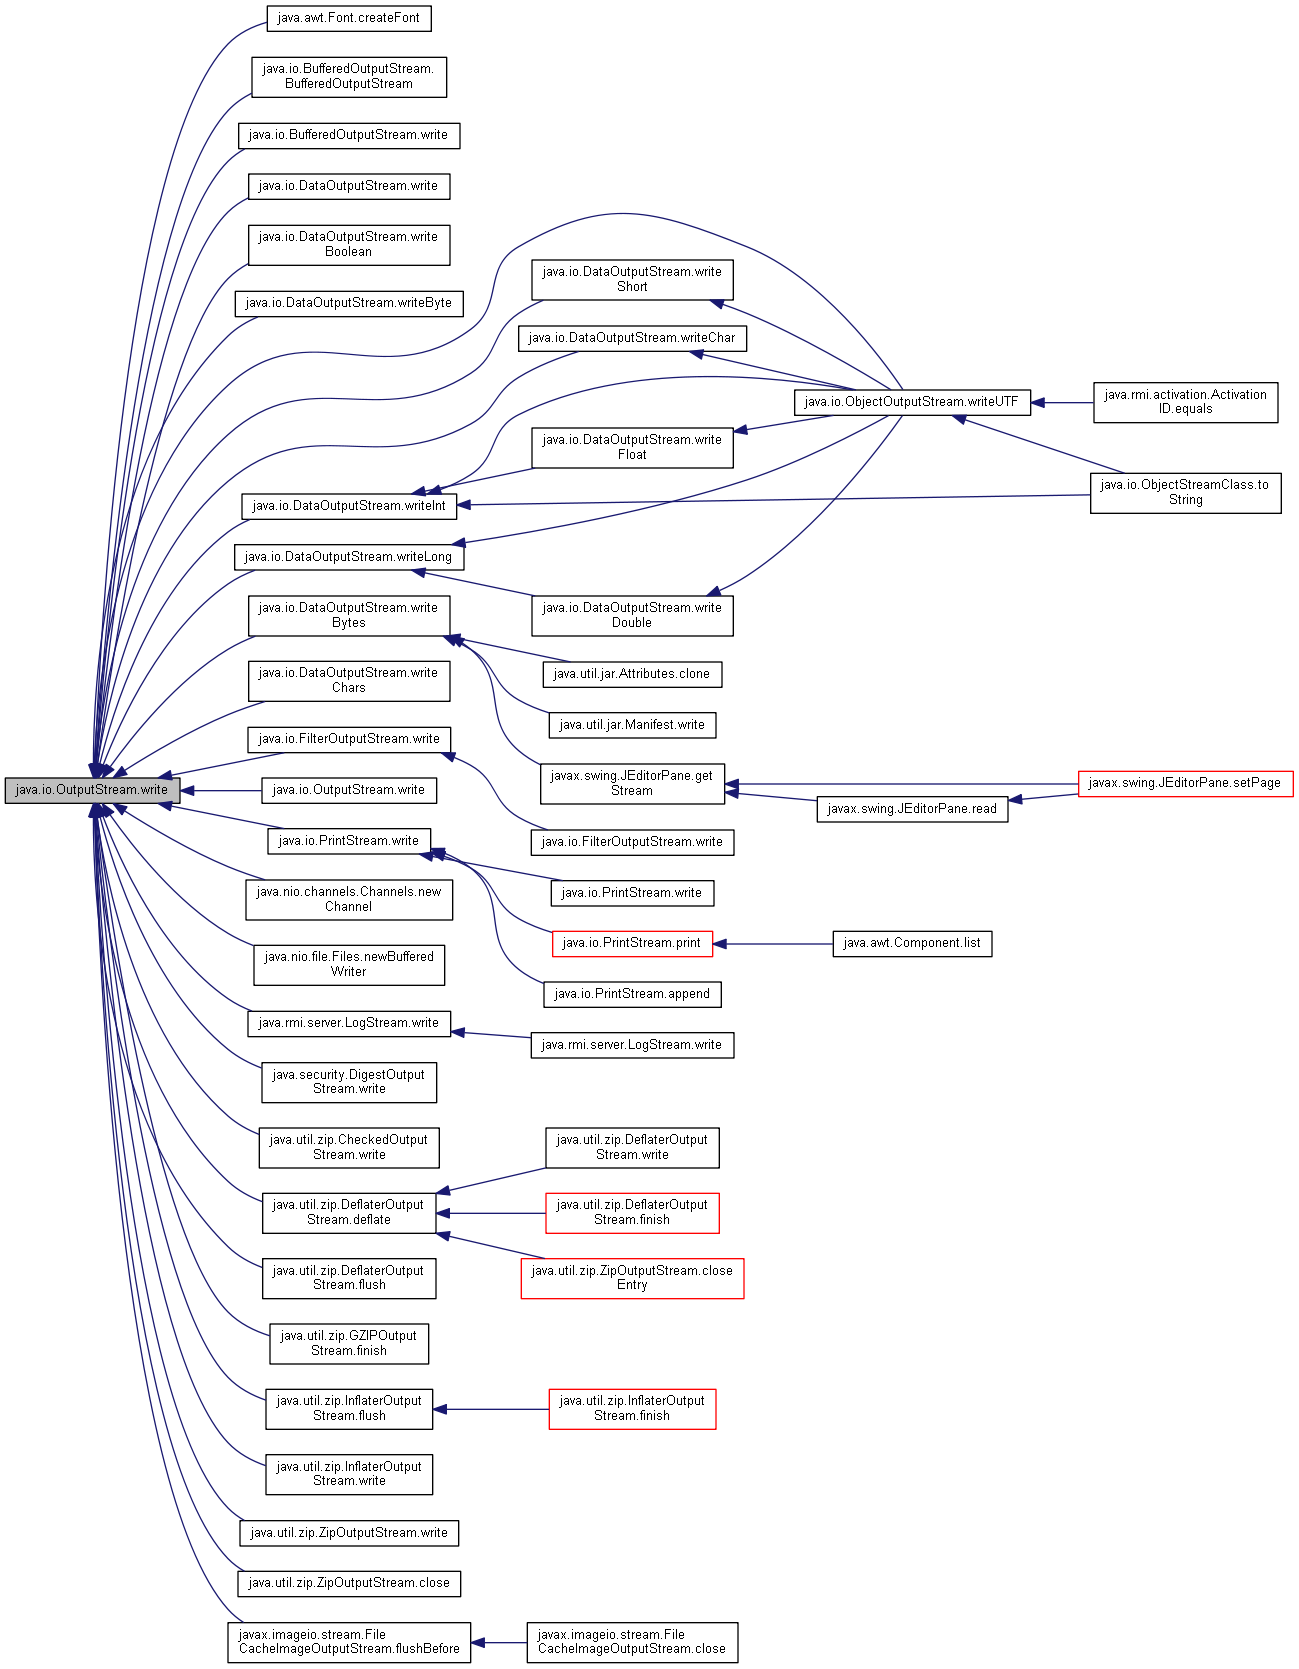 java.awt.Font.createFont
java.io.BufferedOutputStream.
BufferedOutputStream
java.io.BufferedOutputStream.write
java.io.DataOutputStream.write
java.io.DataOutputStream.write
Boolean
java.io.DataOutputStream.writeByte
java.io.DataOutputStream.write
Short
java.io.DataOutputStream.writeChar
java.io.ObjectOutputStream.writeUTF
java.rmi.activation.Activation
ID.equals
java.io.DataOutputStream.write
Float
java.io.DataOutputStream.writeInt
java.io.ObjectStreamClass.to
String
java.io.DataOutputStream.writeLong
java.io.DataOutputStream.write
Bytes
java.io.DataOutputStream.write
Double
java.io.DataOutputStream.write
Chars
java.util.jar.Attributes.clone
java.util.jar.Manifest.write
java.io.FilterOutputStream.write
javax.swing.JEditorPane.get
Stream
javax.swing.JEditorPane.setPage
javax.swing.JEditorPane.read
java.io.OutputStream.write
java.io.OutputStream.write
java.io.PrintStream.write
java.io.FilterOutputStream.write
java.nio.channels.Channels.new
Channel
java.io.PrintStream.write
java.io.PrintStream.print
java.awt.Component.list
java.nio.file.Files.newBuffered
Writer
java.io.PrintStream.append
java.rmi.server.LogStream.write
java.rmi.server.LogStream.write
java.security.DigestOutput
Stream.write
java.util.zip.CheckedOutput
Stream.write
java.util.zip.DeflaterOutput
Stream.write
java.util.zip.DeflaterOutput
Stream.deflate
java.util.zip.DeflaterOutput
Stream.finish
java.util.zip.DeflaterOutput
Stream.flush
java.util.zip.ZipOutputStream.close
Entry
java.util.zip.GZIPOutput
Stream.finish
java.util.zip.InflaterOutput
Stream.flush
java.util.zip.InflaterOutput
Stream.finish
java.util.zip.InflaterOutput
Stream.write
java.util.zip.ZipOutputStream.write
java.util.zip.ZipOutputStream.close
javax.imageio.stream.File
CacheImageOutputStream.flushBefore
javax.imageio.stream.File
CacheImageOutputStream.close